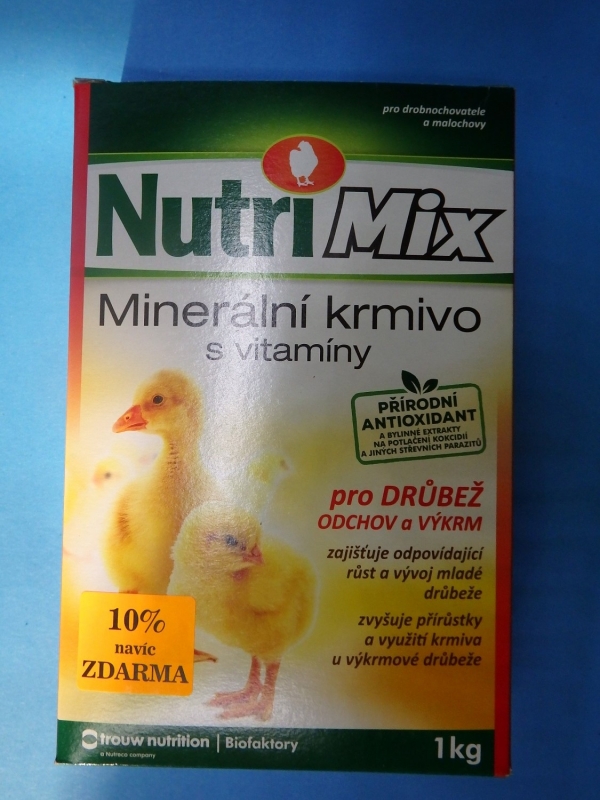 pro drobnochovatele
a malochovy
Nutri Mix
Minerální krmivo
s vitamíny
PŘÍRODNÍ
ANTIOXIDANT
A BYLINNÉ EXTRAKTY
NA POTLAČENÍ KOKCIDIÍ
A JINÝCH STŘEVNÍCH PARAZITŮ
pro DRŮBEŽ
ODCHOV a VÝKRM
zajišťuje odpovídající
růst a vývoj mladé
drůbeže
zvyšuje přírůstky
a využití krmiva
u výkrmové drůbeže
10%
navíc
ZDARMA
trouw nutrition | Biofaktory
a Nutreco company
1kg